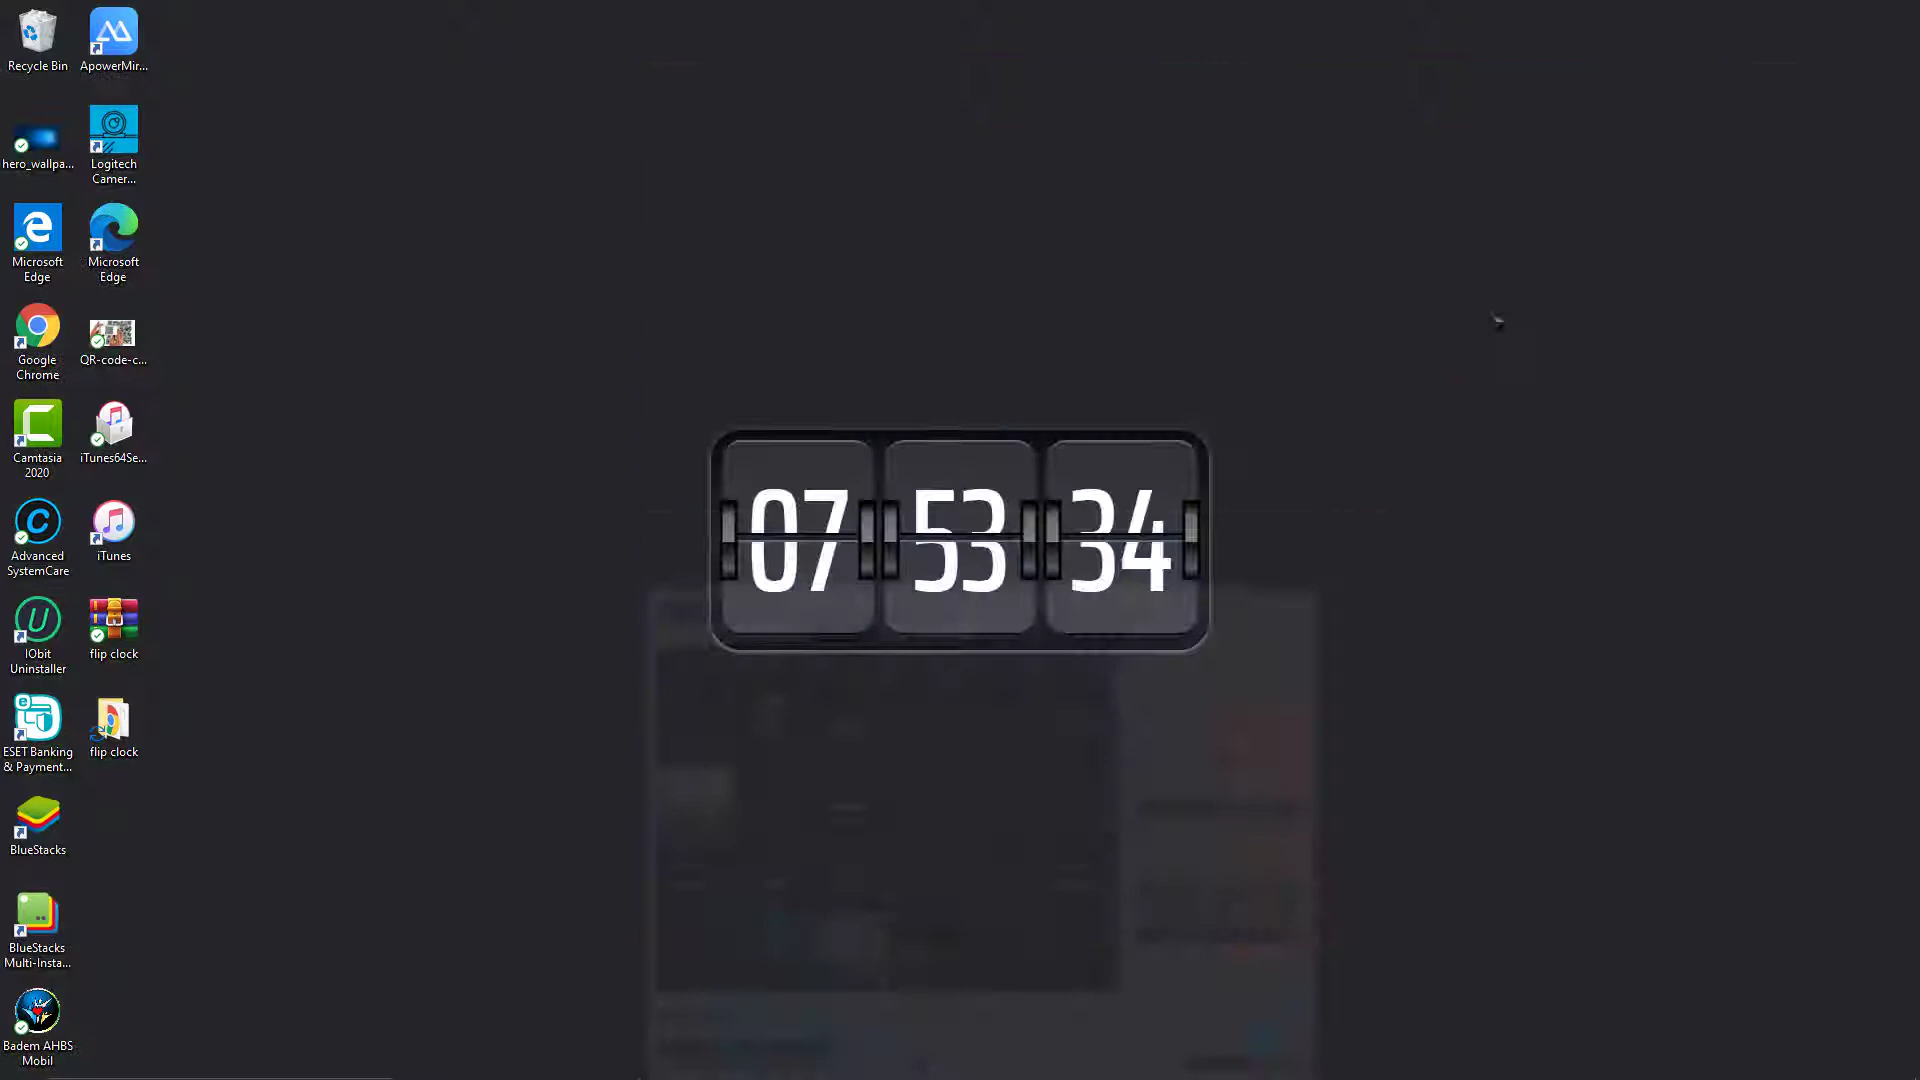 Recycle Bin
ApowerMir...
hero_wallpa...
Logitech
Camer...
Microsoft
Edge
Microsoft
Edge
Google
Chrome
QR-code-c...
Camtasia
2020
iTunes64Se...
Advanced
SystemCare
iTunes
IObit
Uninstaller
flip clock
ESET Banking
& Payment...
flip clock
BlueStacks
BlueStacks
Multi-Insta...
Badem AHBS
Mobil
07 53 34